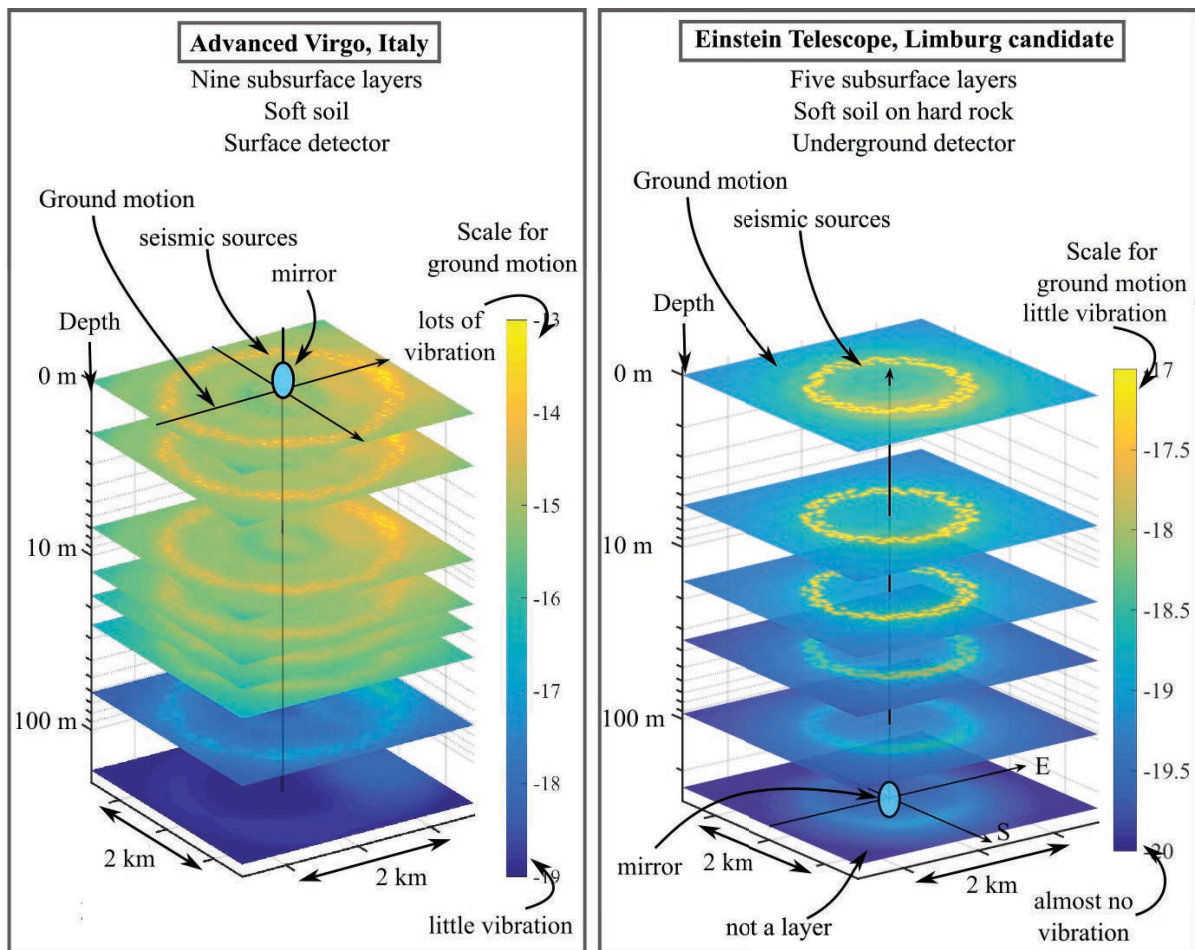 Advanced Virgo, Italy
Nine subsurface layers
Soft soil
Surface detector
Ground motion
seismic sources
mirror
Scale for
ground motion
lots of
vibration
Depth
0 m
10 m
100 m
-13
-14
-15
-16
-17
-18
-19
2 km
2 km
little vibration
Einstein Telescope, Limburg candidate
Five subsurface layers
Soft soil on hard rock
Underground detector
Ground motion
seismic sources
Scale for
ground motion
little vibration
Depth
0 m
10 m
100 m
-17
-17.5
-18
-18.5
-19
-19.5
-20
E
S
mirror
2 km
2 km
not a layer
almost no
vibration